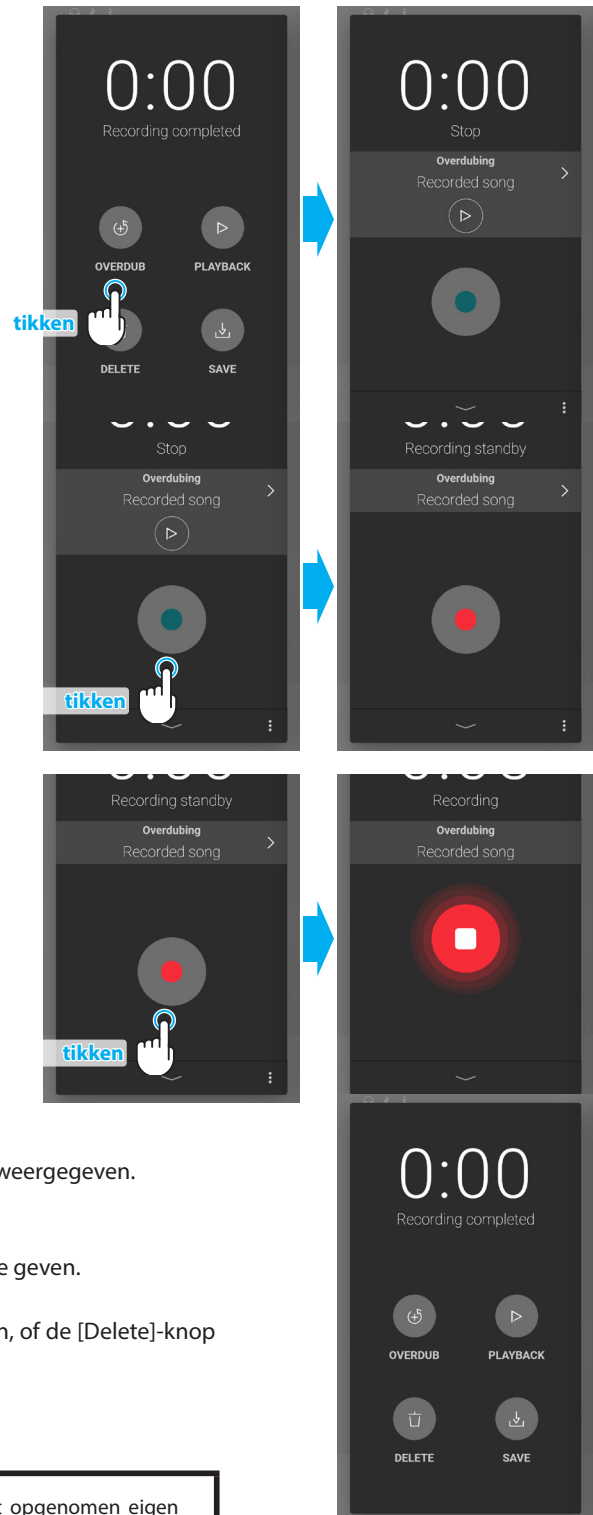 0:00
Recording completed
OVERDUB PLAYBACK
tikken
DELETE SAVE
0:00
Stop
Overdubing
Recorded song
Stop
Overdubing
Recorded song
tikken
Recording standby
Overdubing
Recorded song
Recording standby
Overdubing
Recorded song
tikken
Recording
Overdubing
Recorded song
weergegeven.
geven.
of de [Delete]-knop
0:00
Recording completed
OVERDUB PLAYBACK
DELETE SAVE
opgenomen eigen